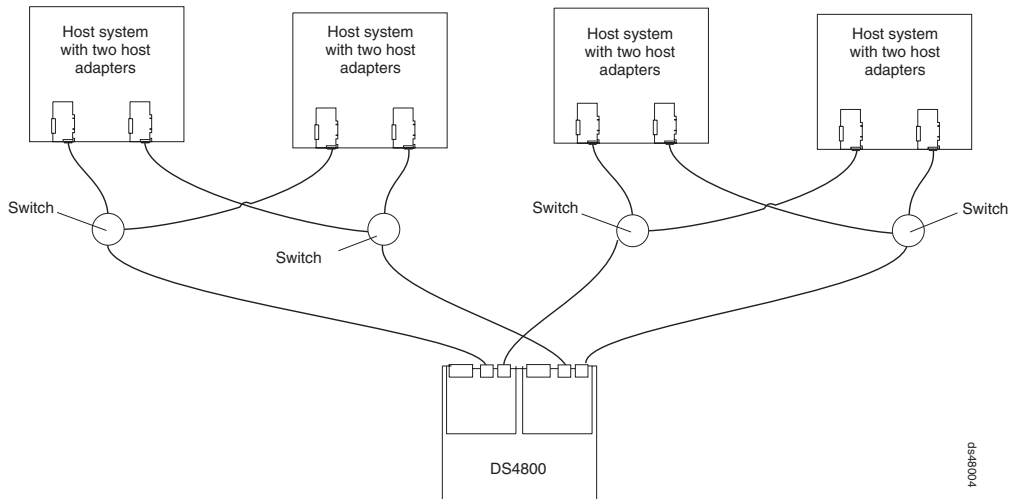 Host system
with two host
adapters
Host system
with two host
adapters
Host system
with two host
adapters
Host system
with two host
adapters
Switch
Switch
Switch
Switch
DS4800
ds48004